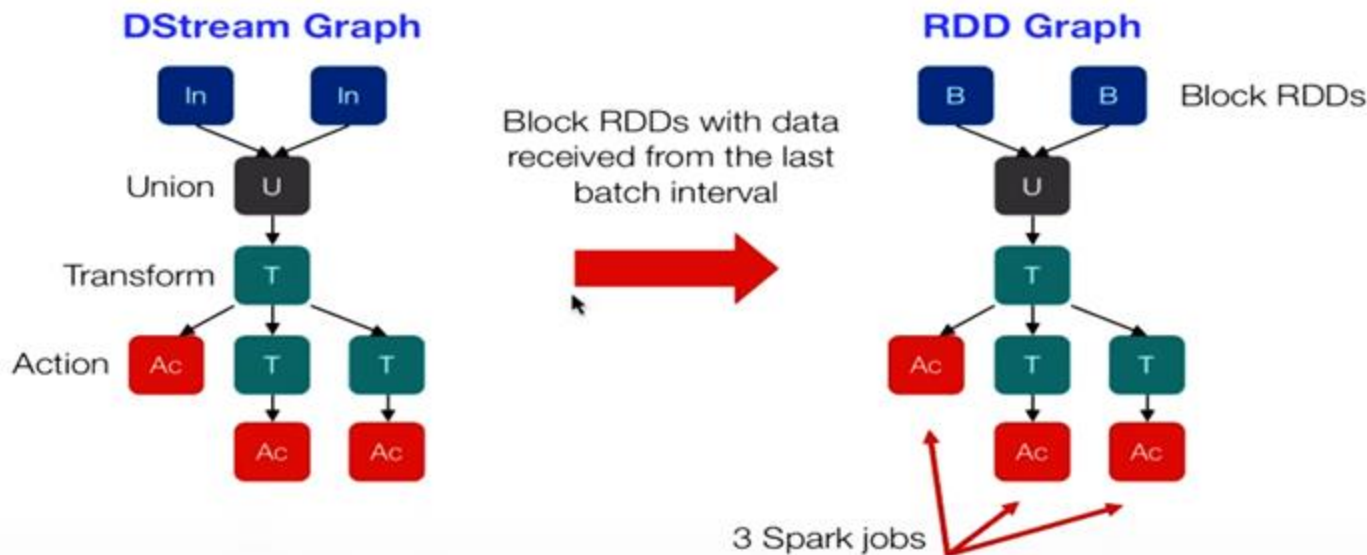 DStream Graph
RDD Graph
In
In
Block RDDs with data
received from the last
batch interval
B
B
Block RDDs
Union
U
U
Transform
T
T
Action
Ac
T
T
Ac
T
T
Ac
Ac
Ac
Ac
3 Spark jobs